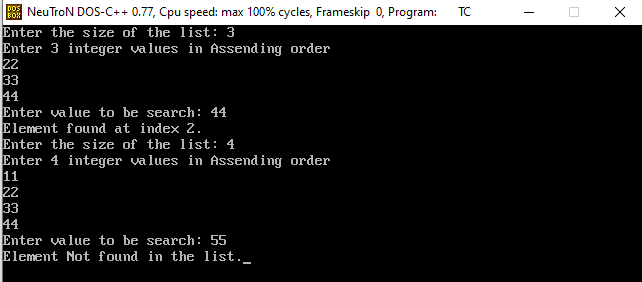 DOS BOX NeuTroN DOS-C++ 0.77, Cpu speed: max 100% cycles, Frameskip 0, Program: TC
Enter the size of the list: 3
Enter 3 integer values in Assending order
22
33
44
Enter value to be search: 44
Element found at index 2.
Enter the size of the list: 4
Enter 4 integer values in Assending order
11
22
33
44
Enter value to be search: 55
Element Not found in the list._